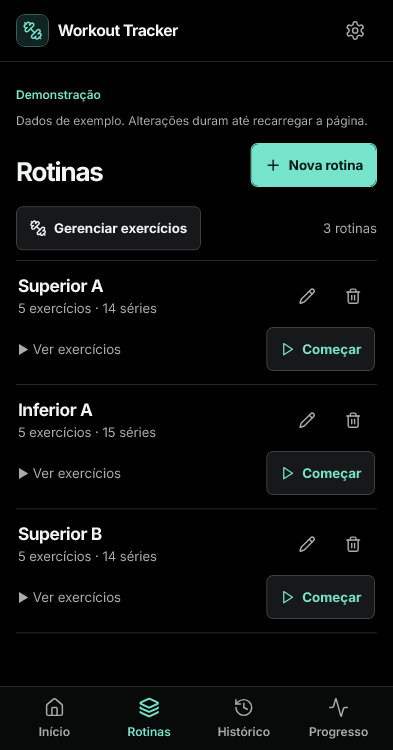 Workout Tracker
Demonstração
Dados de exemplo. Alterações duram até recarregar a página.
Rotinas
Nova rotina
Gerenciar exercícios
3 rotinas
Superior A
5 exercícios · 14 séries
Ver exercícios
Começar
Inferior A
5 exercícios · 15 séries
Ver exercícios
Começar
Superior B
5 exercícios · 14 séries
Ver exercícios
Começar
Início
Rotinas
Histórico
Progresso